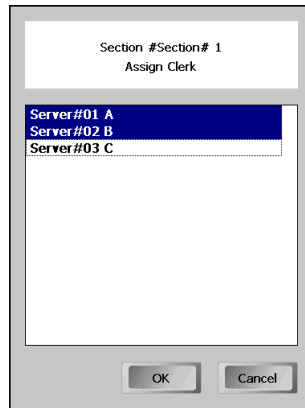 Section #Section# 1
Assign Clerk
Server#01 A
Server#02 B
Server#03 C
OK
Cancel